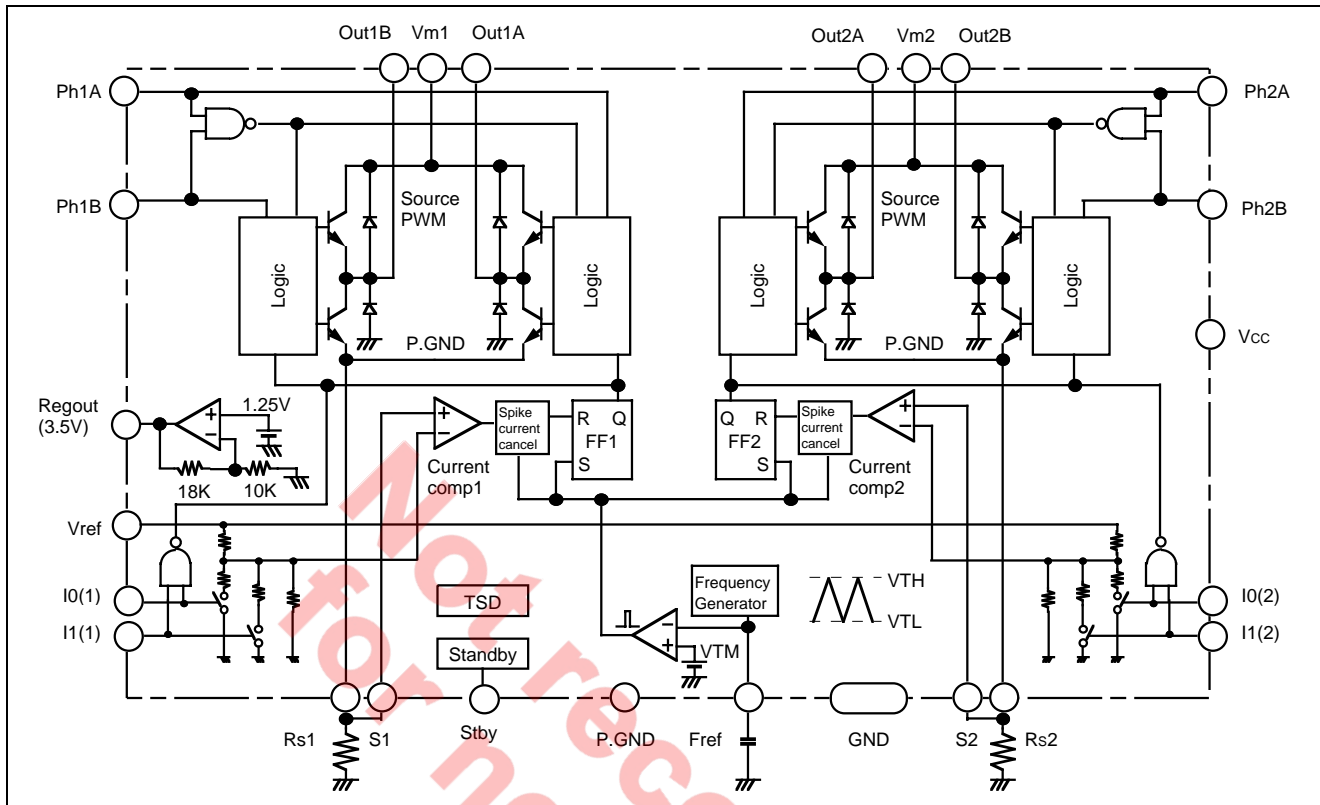 Out1B Vm1 Out1A
Out2A Vm2 Out2B
Ph1A
Ph2A
Ph1B
Ph2B
Source
PWM
Source
PWM
Logic
Logic
Logic
Logic
P.GND
P.GND
Vcc
Regout
(3.5V)
1.25V
18K 10K
Current
comp1
Spike
current
cancel
R Q
FF1
S
Q R
FF2
S
Spike
current
cancel
Current
comp2
Vref
I0(1)
I1(1)
TSD
Standby
Frequency
Generator
VTM
VTH
VTL
I0(2)
I1(2)
Rs1 S1 Stby P.GND Fref GND S2 Rs2
Not reco
for ne